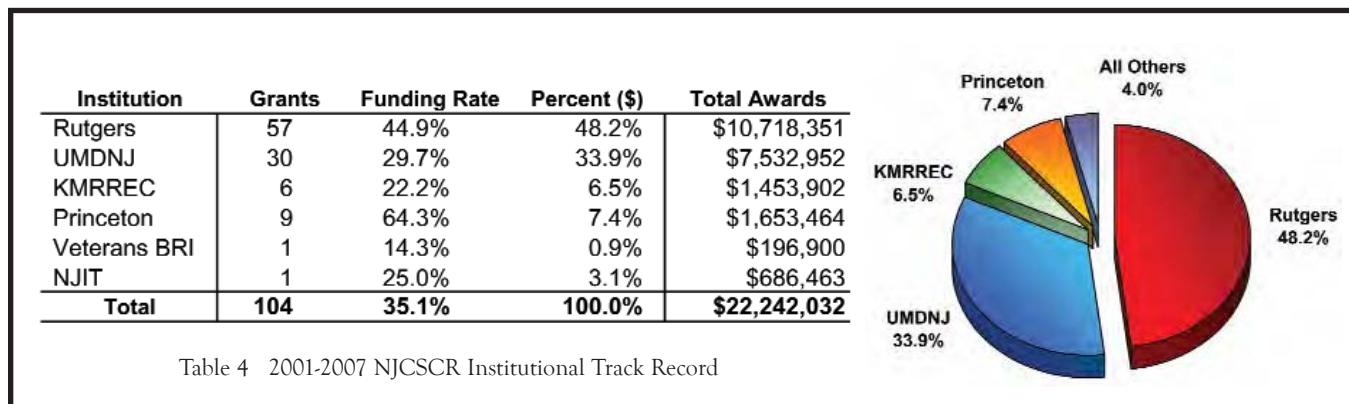 Institution Grants Funding Rate Percent ($) Total Awards
Rutgers 57 44.9% 48.2% $10,718,351
UMDNJ 30 29.7% 33.9% $7,532,952
KMRREC 6 22.2% 6.5% $1,453,902
Princeton 9 64.3% 7.4% $1,653,464
Veterans BRI 1 14.3% 0.9% $196,900
NJIT 1 25.0% 3.1% $686,463
Total 104 35.1% 100.0% $22,242,032
Table 4 2001-2007 NJCSCR Institutional Track Record
All Others
4.0%
Princeton
7.4%
KMRREC
6.5%
Rutgers
48.2%
UMDNJ
33.9%